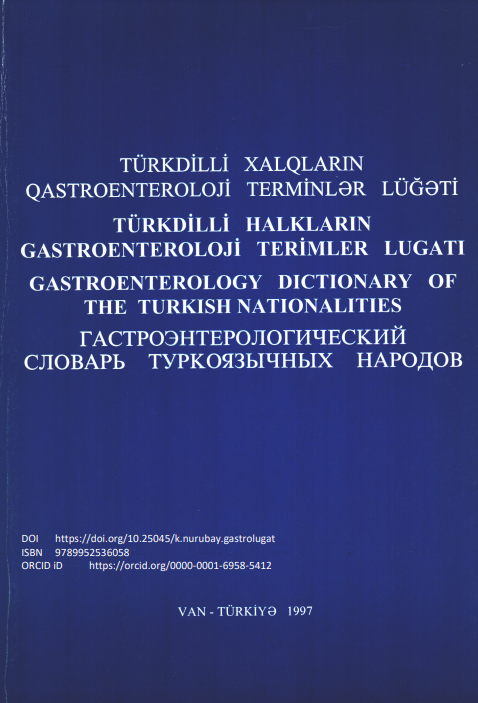 TÜRKDİLLİ XALQLARIN
QASTROENTEROLOJİ TERMİNLƏR LÜĞƏTİ
TÜRKDİLLİ HALKLARIN
GASTROENTEROLOJİ TERİMLER LUGATI
GASTROENTEROLOGY DICTIONARY OF
THE TURKISH NATIONALITIES
ГАСТРОЭНТЕРОЛОГИЧЕСКИЙ
СЛОВАРЬ ТУРКОЯЗЫЧНЫХ НАРОДОВ
DOI https://doi.org/10.25045/k.nurubay.gastrolugat
ISBN 9789952536058
ORCID iD https://orcid.org/0000-0001-6958-5412
VAN - TÜRKİYƏ 1997